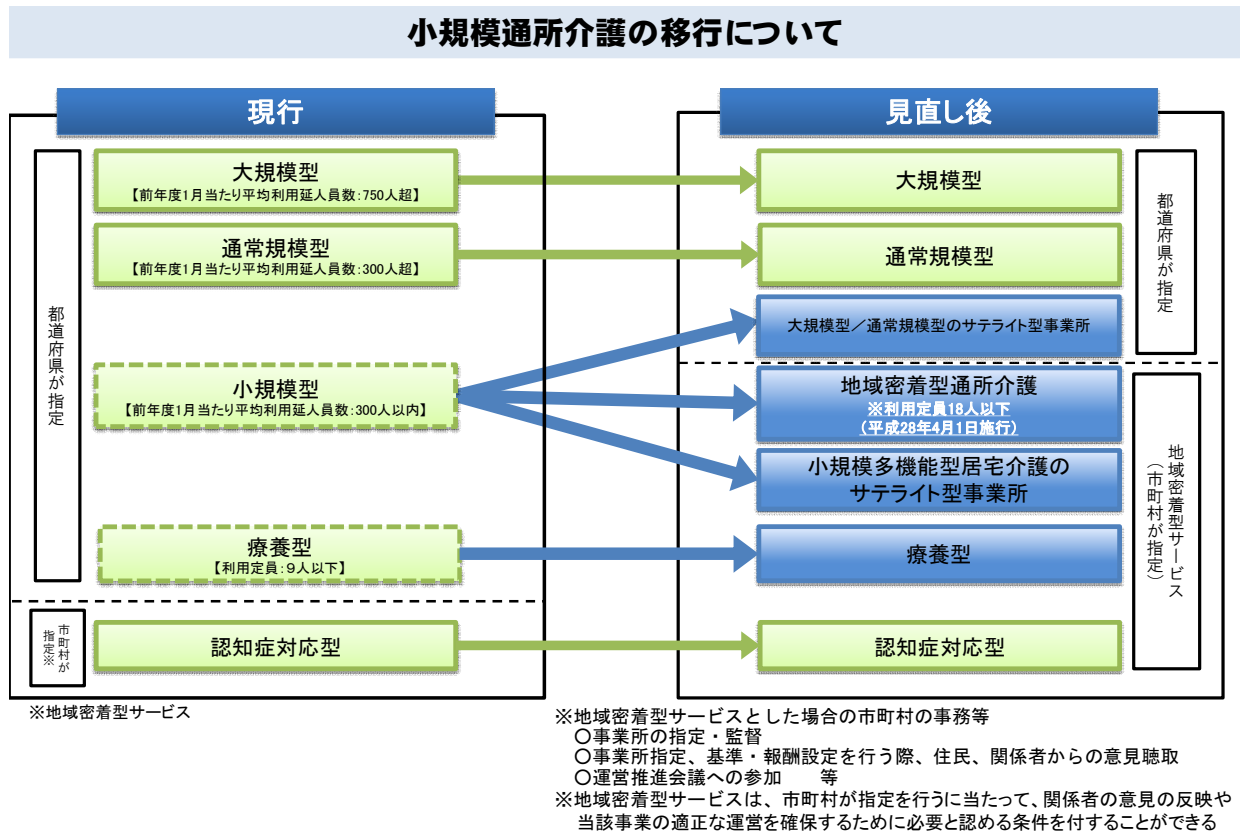 小規模通所介護の移行について
現行
都道府県が指定
大規模型
【前年度1月当たり平均利用延人員数:750人超】
通常規模型
【前年度1月当たり平均利用延人員数:300人超】
小規模型
【前年度1月当たり平均利用延人員数:300人以内】
療養型
【利用定員:9人以下】
市町村が
指定※
認知症対応型
※地域密着型サービス
見直し後
大規模型
通常規模型
大規模型／通常規模型のサテライト型事業所
都道府県が指定
地域密着型通所介護
※利用定員18人以下
(平成28年4月1日施行)
小規模多機能型居宅介護の
サテライト型事業所
療養型
認知症対応型
地域密着型サービス
（市町村が指定）
※地域密着型サービスとした場合の市町村の事務等
○事業所の指定・監督
○事業所指定、基準・報酬設定を行う際、住民、関係者からの意見聴取
○運営推進会議への参加　　等
※地域密着型サービスは、市町村が指定を行うに当たって、関係者の意見の反映や
当該事業の適正な運営を確保するために必要と認める条件を付することができる